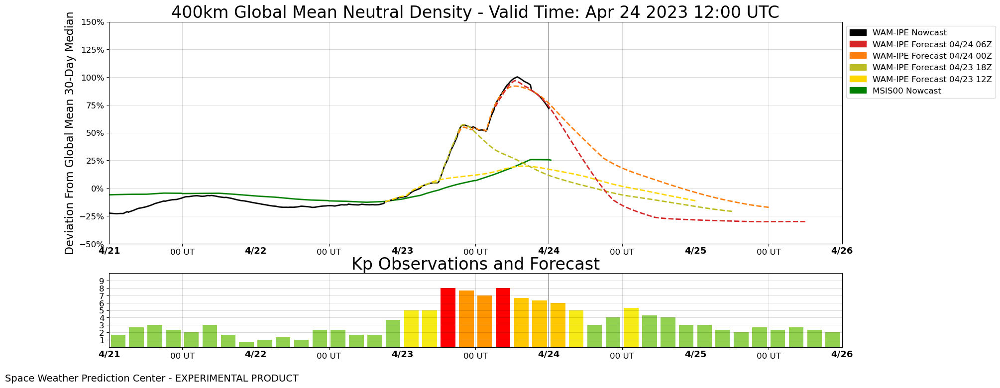 400km Global Mean Neutral Density - Valid Time: Apr 24 2023 12:00 UTC
Deviation From Global Mean 30-Day Median
150%
125%
100%
75%
50%
25%
0%
−25%
−50%
4/21 00 UT 4/22 00 UT 4/23 00 UT 4/24 00 UT 4/25 00 UT 4/26
WAM-IPE Nowcast
WAM-IPE Forecast 04/24 06Z
WAM-IPE Forecast 04/24 00Z
WAM-IPE Forecast 04/23 18Z
WAM-IPE Forecast 04/23 12Z
MSIS00 Nowcast
Kp Observations and Forecast
9
8
7
6
5
4
3
2
1
4/21 00 UT 4/22 00 UT 4/23 00 UT 4/24 00 UT 4/25 00 UT 4/26
Space Weather Prediction Center - EXPERIMENTAL PRODUCT